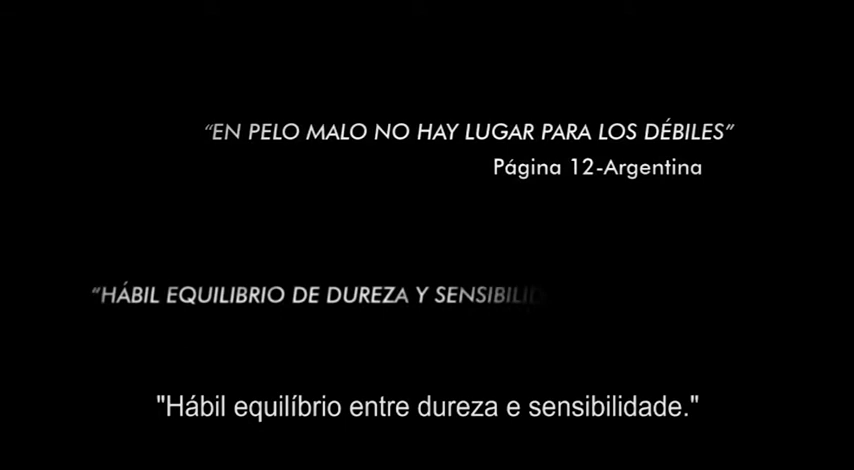 “EN PELO MALO NO HAY LUGAR PARA LOS DÉBILES”
Página 12-Argentina
“HÁBIL EQUILIBRIO DE DUREZA Y
"Hábil equilíbrio entre dureza e sensibilidade."